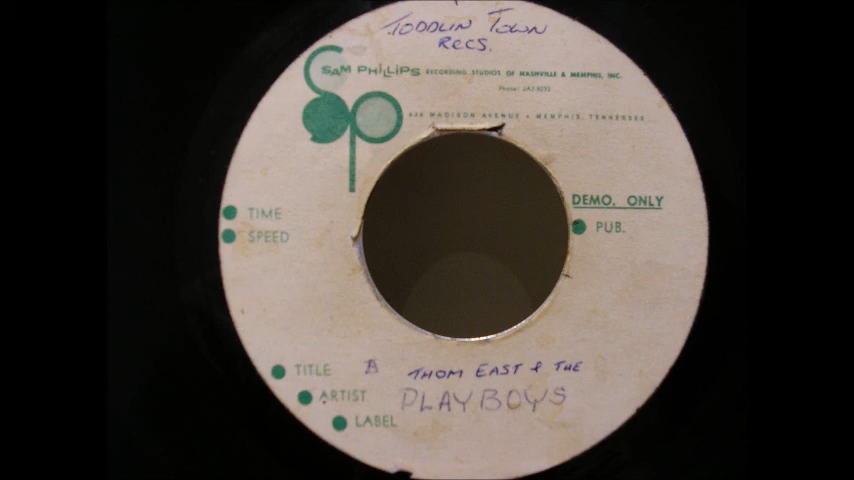 TODDLIN TOWN
RECS.
SAM PHILLIPS RECORDING STUDIOS OF NASHVILLE & MEMPHIS, INC.
Phone:
MADISON AVENUE • MEMPHIS, TENNESSEE
DEMO. ONLY
TIME
PUB.
SPEED
TITLE A THOM EAST & THE
ARTIST PLAYBOYS
LABEL